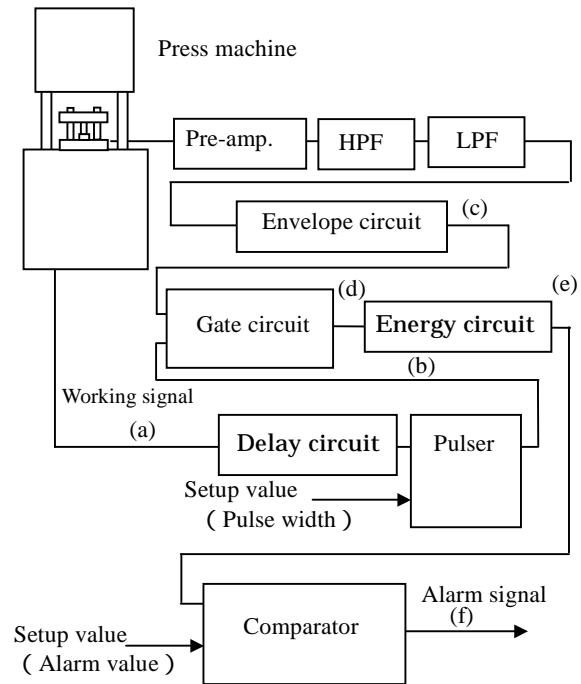 Press machine
Pre-amp.
HPF
LPF
Envelope circuit
(c)
(d)
(e)
Gate circuit
Energy circuit
(b)
Working signal
(a)
Delay circuit
Pulser
Setup value
( Pulse width )
Alarm signal
(f)
Comparator
Setup value
( Alarm value )